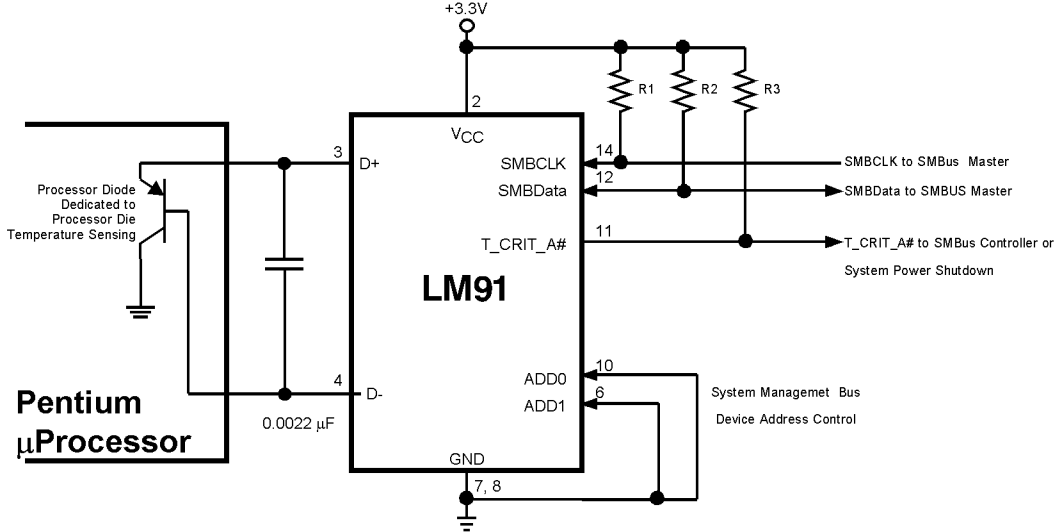 +3.3V
2
R1
R2
R3
VCC
3
D+
14
SMBCLK
SMBCLK to SMBus Master
Processor Diode
Dedicated to
Processor Die
Temperature Sensing
12
SMBData
SMBData to SMBUS Master
11
T_CRIT_A#
T_CRIT_A# to SMBus Controller or
System Power Shutdown
LM91
4
D-
0.0022 µF
10
ADD0
6
ADD1
System Managemet Bus
Device Address Control
Pentium
µProcessor
GND
7, 8